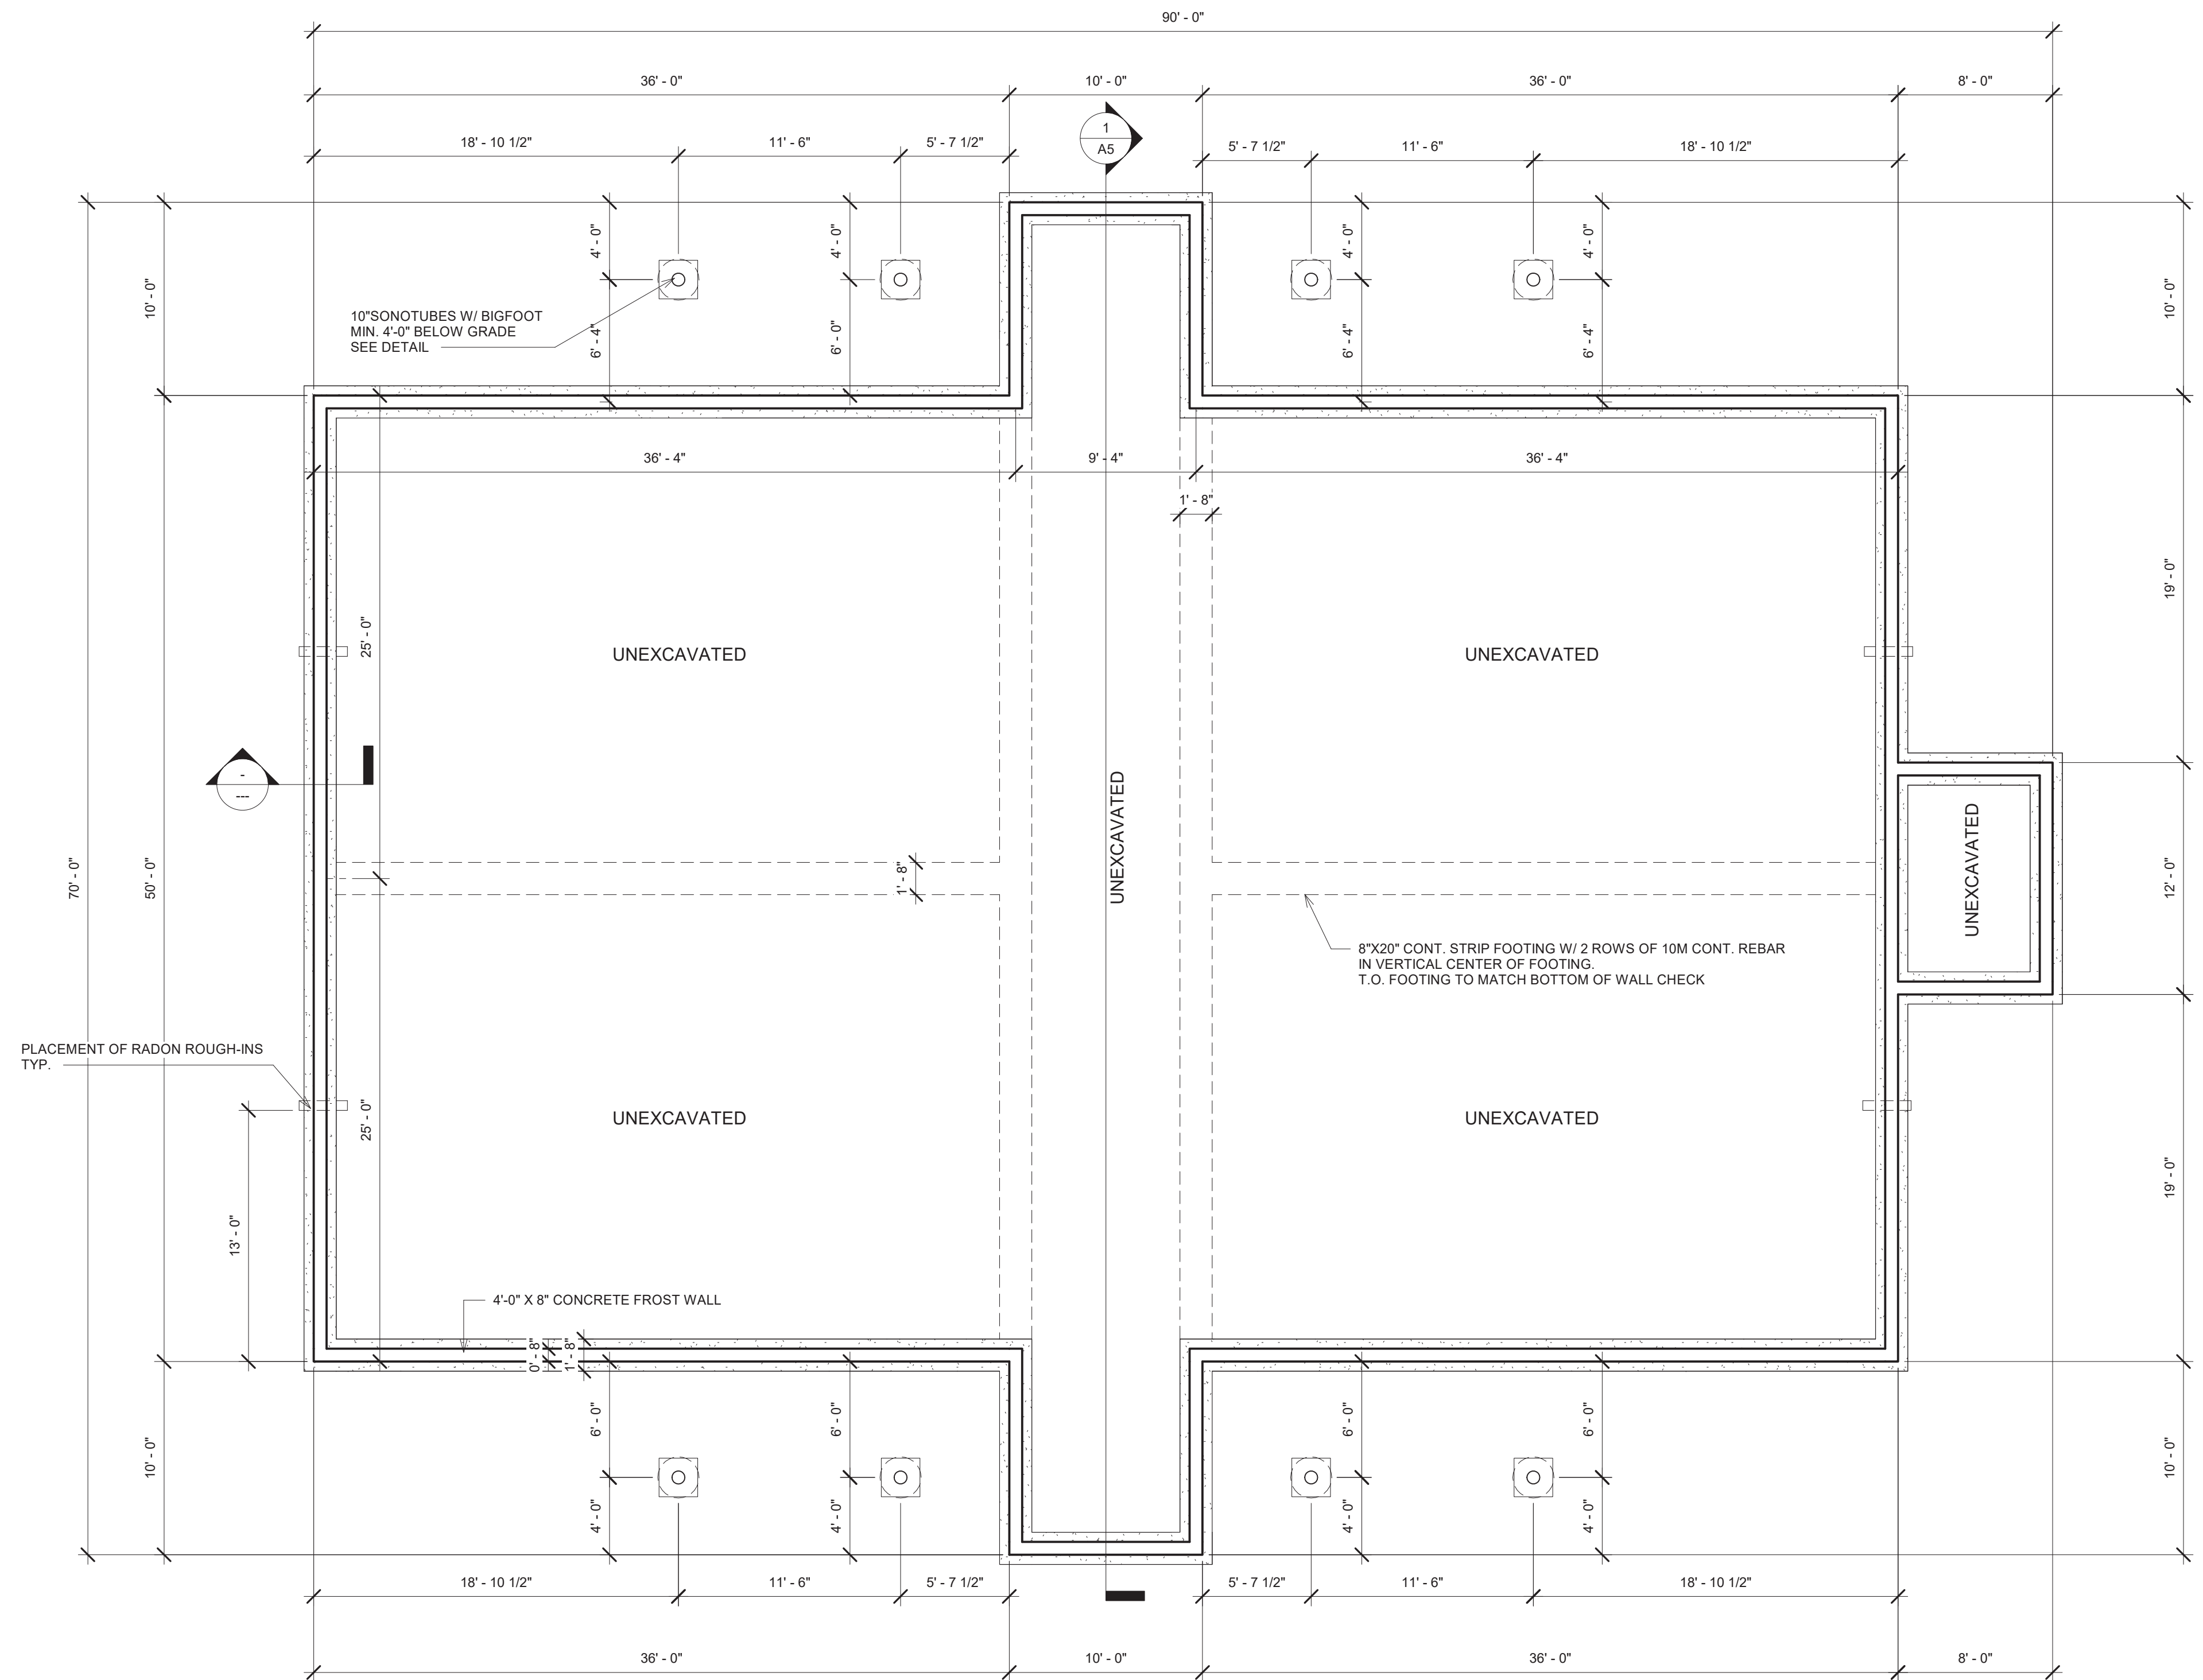 90' - 0"
36' - 0"
10' - 0"
36' - 0"
8' - 0"
18' - 10 1/2"
11' - 6"
5' - 7 1/2"
1
A5
5' - 7 1/2"
11' - 6"
18' - 10 1/2"
4' - 0"
4' - 0"
4' - 0"
4' - 0"
10' - 0"
10' - 0"
10"SONOTUBES W/ BIGFOOT
MIN. 4'-0" BELOW GRADE
SEE DETAIL
6' - 4"
6' - 0"
6' - 4"
6' - 4"
36' - 4"
9' - 4"
36' - 4"
1' - 8"
19' - 0"
25' - 0"
UNEXCAVATED
UNEXCAVATED
-
---
UNEXCAVATED
UNEXCAVATED
70' - 0"
50' - 0"
1' - 8"
12' - 0"
8"X20" CONT. STRIP FOOTING W/ 2 ROWS OF 10M CONT. REBAR
IN VERTICAL CENTER OF FOOTING.
T.O. FOOTING TO MATCH BOTTOM OF WALL CHECK
PLACEMENT OF RADON ROUGH-INS
TYP.
25' - 0"
UNEXCAVATED
UNEXCAVATED
19' - 0"
13' - 0"
4'-0" X 8" CONCRETE FROST WALL
0' - 8"
1' - 8"
6' - 0"
6' - 0"
6' - 0"
6' - 0"
10' - 0"
10' - 0"
4' - 0"
4' - 0"
4' - 0"
4' - 0"
18' - 10 1/2"
11' - 6"
5' - 7 1/2"
5' - 7 1/2"
11' - 6"
18' - 10 1/2"
36' - 0"
10' - 0"
36' - 0"
8' - 0"